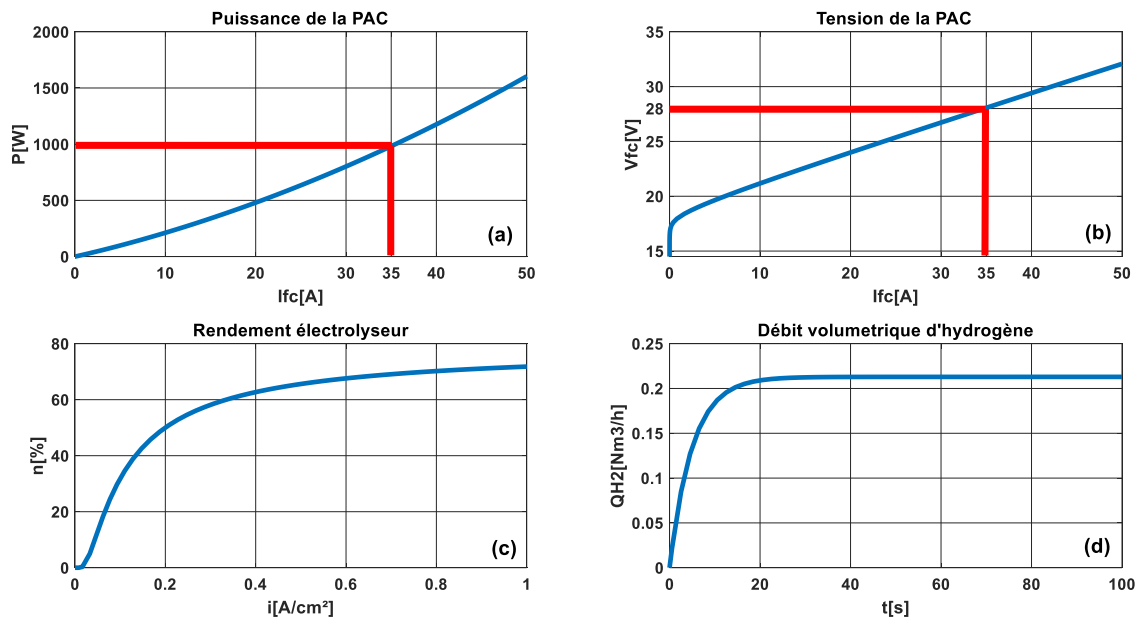 Puissance de la PAC
2000
1500
1000
500
0
P[W]
0 10 20 30 35 40 50
Ifc[A]
(a)
Tension de la PAC
35
30
28
25
20
15
Vfc[V]
0 10 20 30 35 40 50
Ifc[A]
(b)
Rendement électrolyseur
80
60
40
20
0
n[%]
0 0.2 0.4 0.6 0.8 1
i[A/cm²]
(c)
Débit volumetrique d'hydrogène
0.25
0.2
0.15
0.1
0.05
0
QH2[Nm3/h]
0 20 40 60 80 100
t[s]
(d)